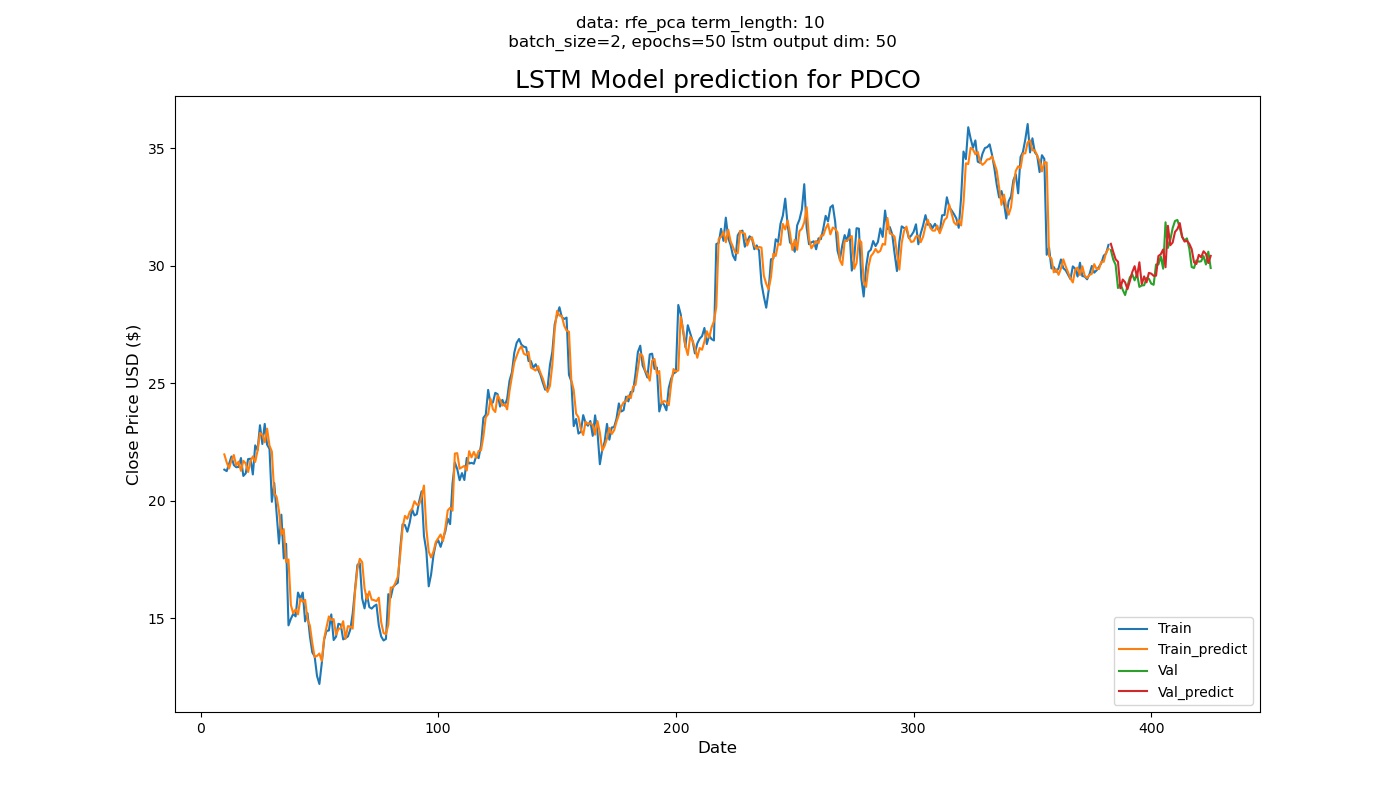 data: rfe_pca term_length: 10
batch_size=2, epochs=50 lstm output dim: 50
LSTM Model prediction for PDCO
Close Price USD ($)
35
30
25
20
15
0
100
200
300
400
Date
Train
Train_predict
Val
Val_predict